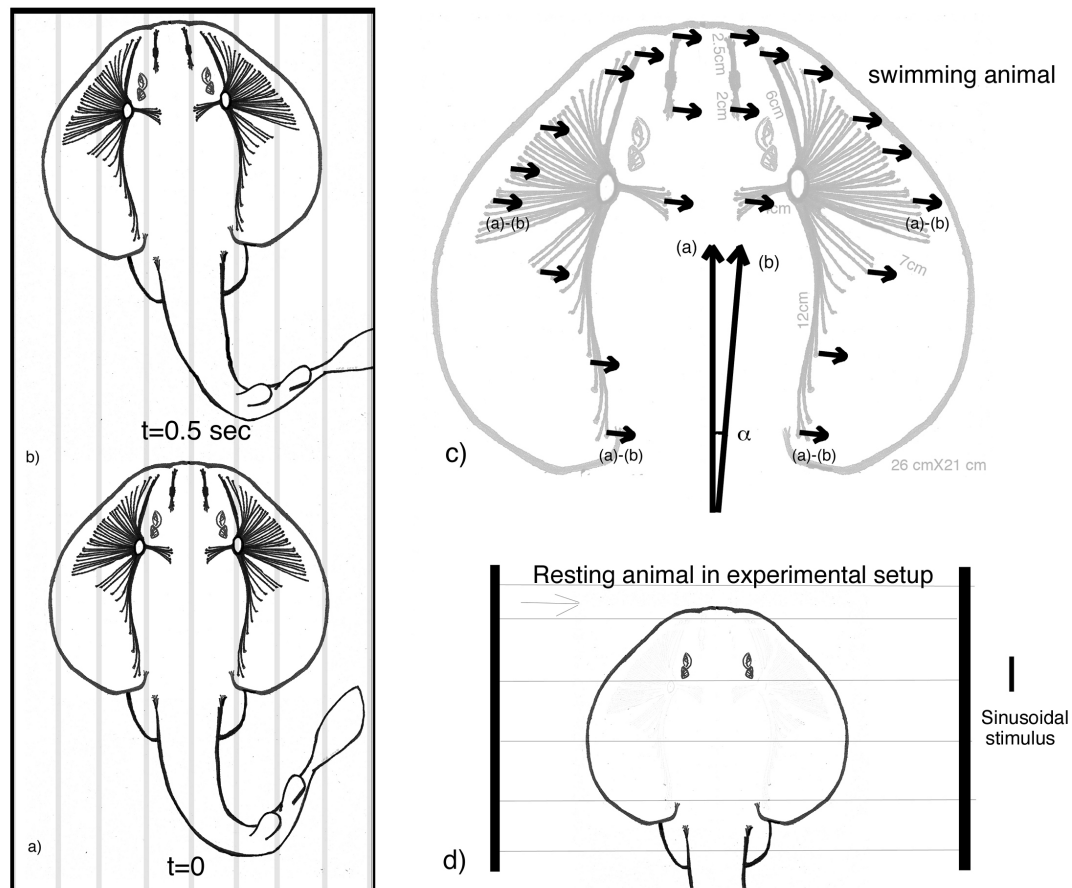 t=0.5 sec
b)
a)
t=0
swimming animal
2.5cm
2cm
6cm
(a)-(b)
(a)-(b)
(a)
(b)
7cm
12cm
α
c)
(a)-(b)
(a)-(b)
26 cmX21 cm
Resting animal in experimental setup
Sinusoidal
stimulus
d)